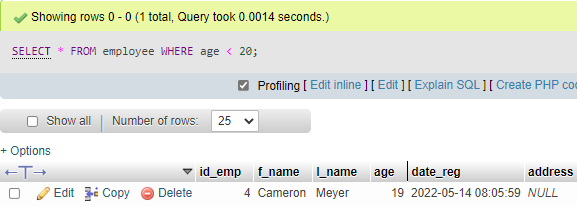 Showing rows 0 - 0 (1 total, Query took 0.0014 seconds.)
SELECT * FROM employee WHERE age < 20;
Profiling [ Edit inline ] [ Edit ] [ Explain SQL ] [ Create PHP co
Show all Number of rows: 25
+ Options
←T→ id_emp f_name l_name age date_reg address
Edit Copy Delete 4 Cameron Meyer 19 2022-05-14 08:05:59 NULL